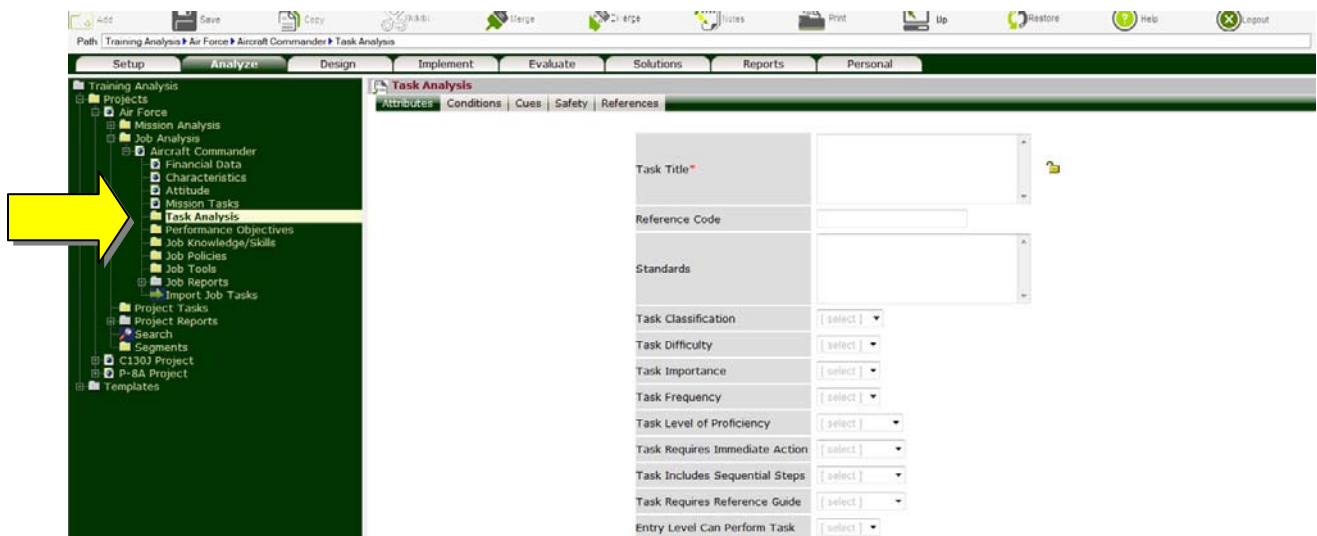 Add Save Copy Merge Notes Print Up Restore Help Logout
Path Training Analysis Air Force Aircraft Commander Task Analysis
Setup Analyze Design Implement Evaluate Solutions Reports Personal
Training Analysis
Projects
Air Force
Mission Analysis
Job Analysis
Aircraft Commander
Financial Data
Characteristics
Attitude
Mission Tasks
Task Analysis
Performance Objectives
Job Knowledge/Skills
Job Policies
Job Tools
Job Reports
Import Job Tasks
Project Tasks
Project Reports
Search
Segments
C130J Project
P-8A Project
Templates
Task Analysis
Attributes Conditions Cues Safety References
Task Title*
Reference Code
Standards
Task Classification [ select ]
Task Difficulty [ select ]
Task Importance [ select ]
Task Frequency [ select ]
Task Level of Proficiency [ select ]
Task Requires Immediate Action [ select ]
Task Includes Sequential Steps [ select ]
Task Requires Reference Guide [ select ]
Entry Level Can Perform Task [ select ]